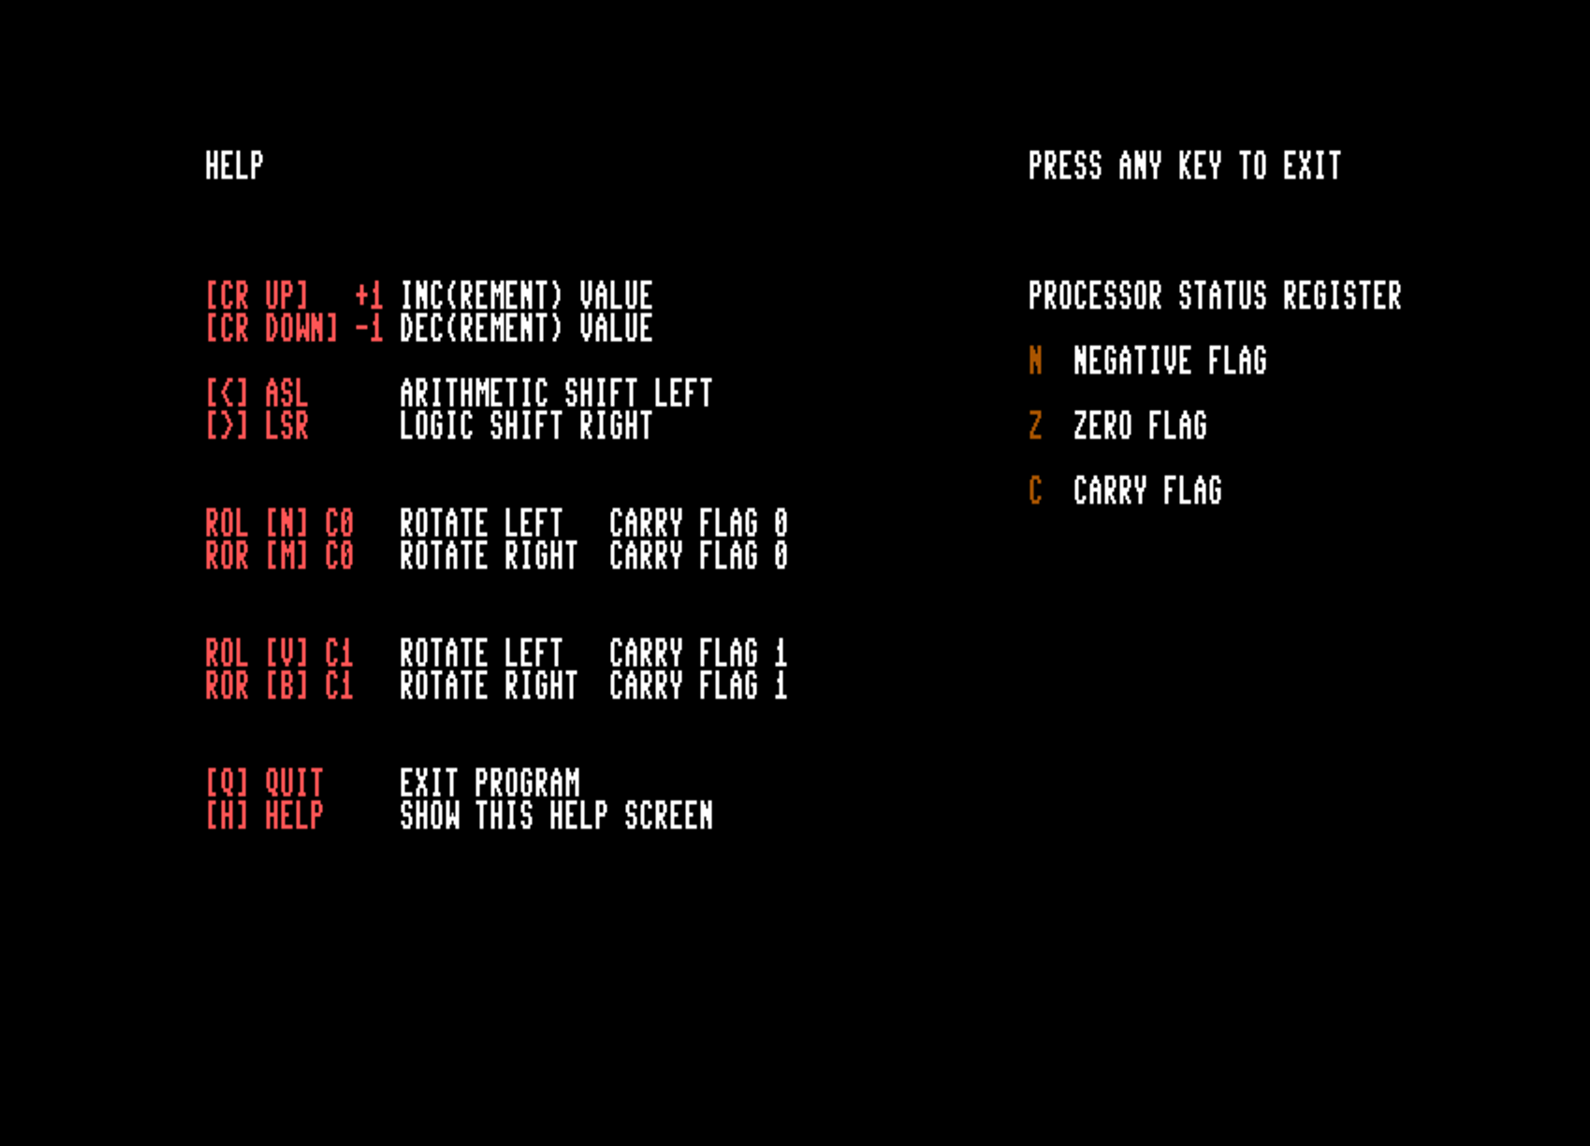 HELP
PRESS ANY KEY TO EXIT
[CR UP]   +1 INC(REMENT) VALUE
[CR DOWN] -1 DEC(REMENT) VALUE
[<] ASL      ARITHMETIC SHIFT LEFT
[>] LSR      LOGIC SHIFT RIGHT
ROL [N] C0   ROTATE LEFT   CARRY FLAG 0
ROR [M] C0   ROTATE RIGHT  CARRY FLAG 0
ROL [V] C1   ROTATE LEFT   CARRY FLAG 1
ROR [B] C1   ROTATE RIGHT  CARRY FLAG 1
[Q] QUIT     EXIT PROGRAM
[H] HELP     SHOW THIS HELP SCREEN
PROCESSOR STATUS REGISTER
N  NEGATIVE FLAG
Z  ZERO FLAG
C  CARRY FLAG